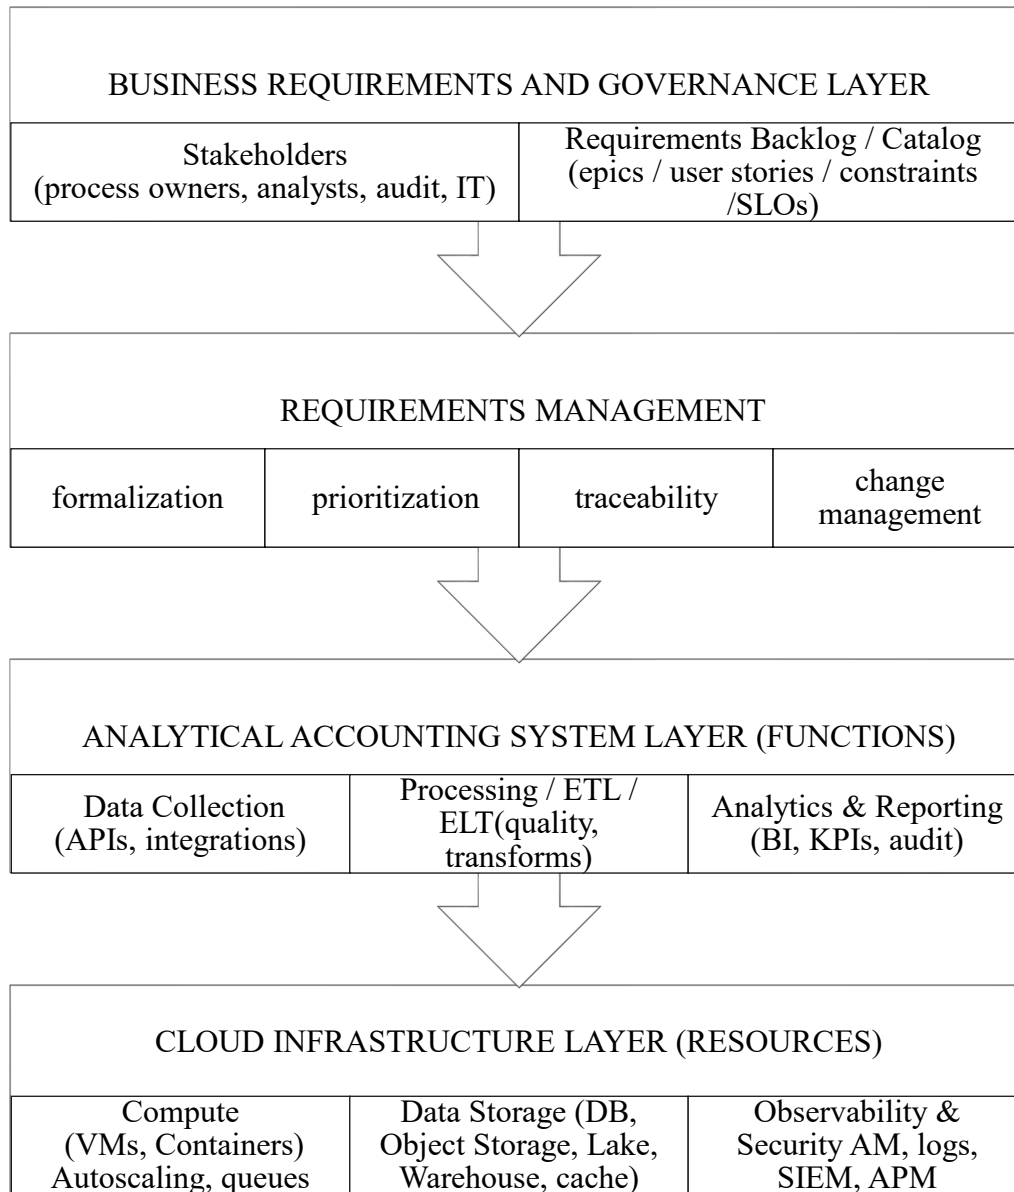 BUSINESS REQUIREMENTS AND GOVERNANCE LAYER
Stakeholders
(process owners, analysts, audit, IT)
Requirements Backlog / Catalog
(epics / user stories / constraints
/SLOs)
REQUIREMENTS MANAGEMENT
formalization
prioritization
traceability
change
management
ANALYTICAL ACCOUNTING SYSTEM LAYER (FUNCTIONS)
Data Collection
(APIs, integrations)
Processing / ETL /
ELT(quality,
transforms)
Analytics & Reporting
(BI, KPIs, audit)
CLOUD INFRASTRUCTURE LAYER (RESOURCES)
Compute
(VMs, Containers)
Autoscaling, queues
Data Storage (DB,
Object Storage, Lake,
Warehouse, cache)
Observability &
Security AM, logs,
SIEM, APM